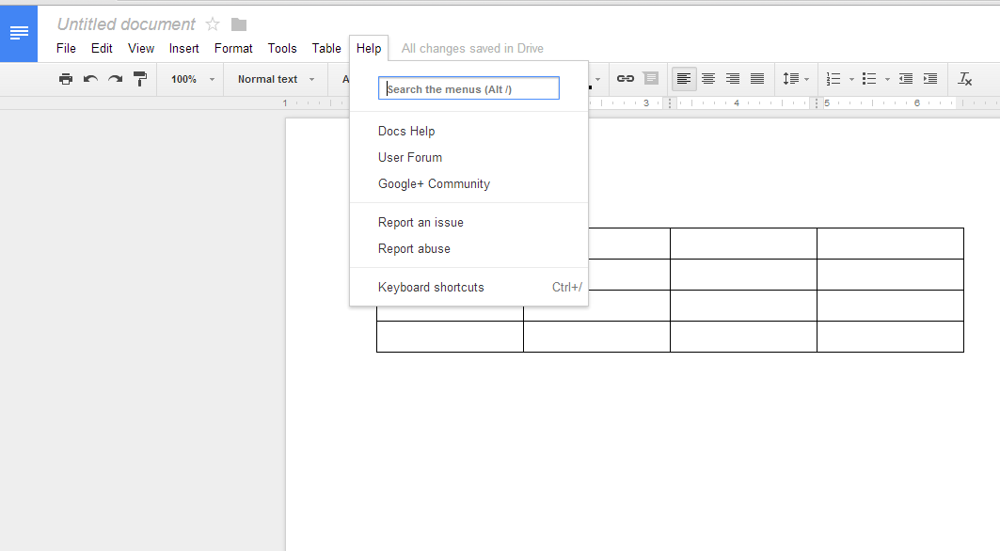 Untitled document
File Edit View Insert Format Tools Table Help All changes saved in Drive
100% Normal text A
1 3 4 5 6
Search the menus (Alt /)
Docs Help
User Forum
Google+ Community
Report an issue
Report abuse
Keyboard shortcuts Ctrl+/